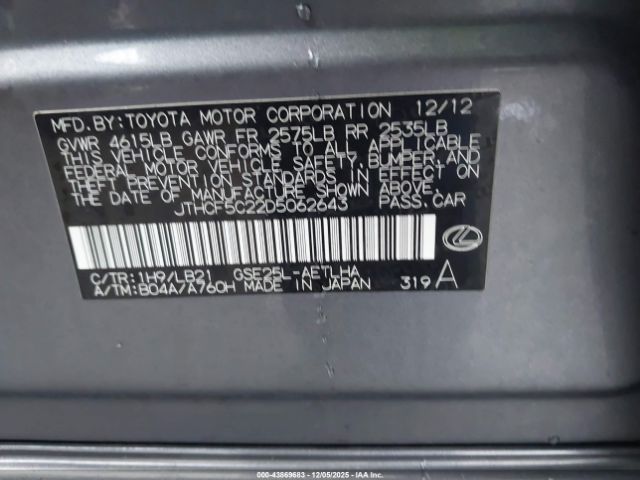 MFD.BY:TOYOTA MOTOR CORPORATION 12/12
GVWR 4615LB GAWR FR 2575LB RR 2535LB
THIS VEHICLE CONFORMS TO ALL APPLICABLE
FEDERAL MOTOR VEHICLE SAFETY, BUMPER, AND
THEFT PREVENTION STANDARDS IN EFFECT ON
THE DATE OF MANUFACTURE SHOWN ABOVE.
JTHCF5C22D5062643 PASS.CAR
C/TR:1H9/LB21 GSE25L-AETLHA
A/TM:B04A/A760H MADE IN JAPAN 319 A
000-43869683 | 12/05/2025 - IAA Inc.